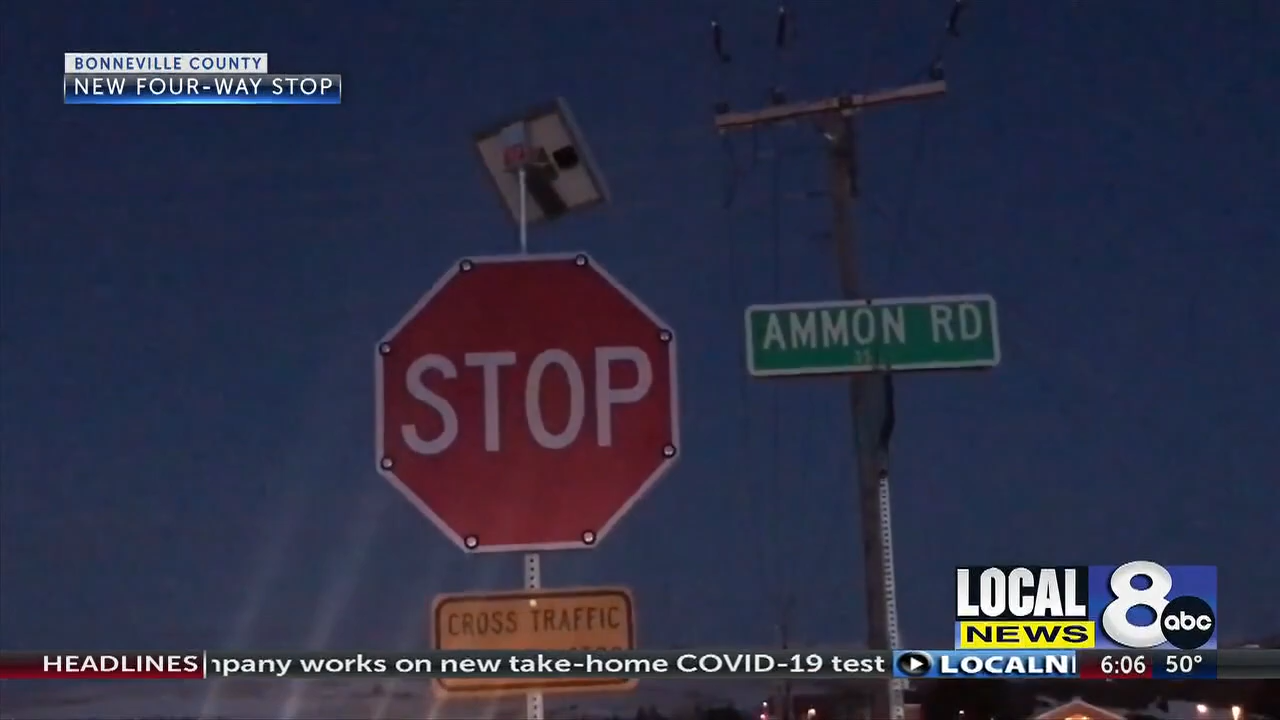 BONNEVILLE COUNTY
NEW FOUR-WAY STOP
STOP
AMMON RD
CROSS TRAFFIC
LOCAL
NEWS
8
abc
HEADLINES
pany works on new take-home COVID-19 test
LOCALN
6:06 50°